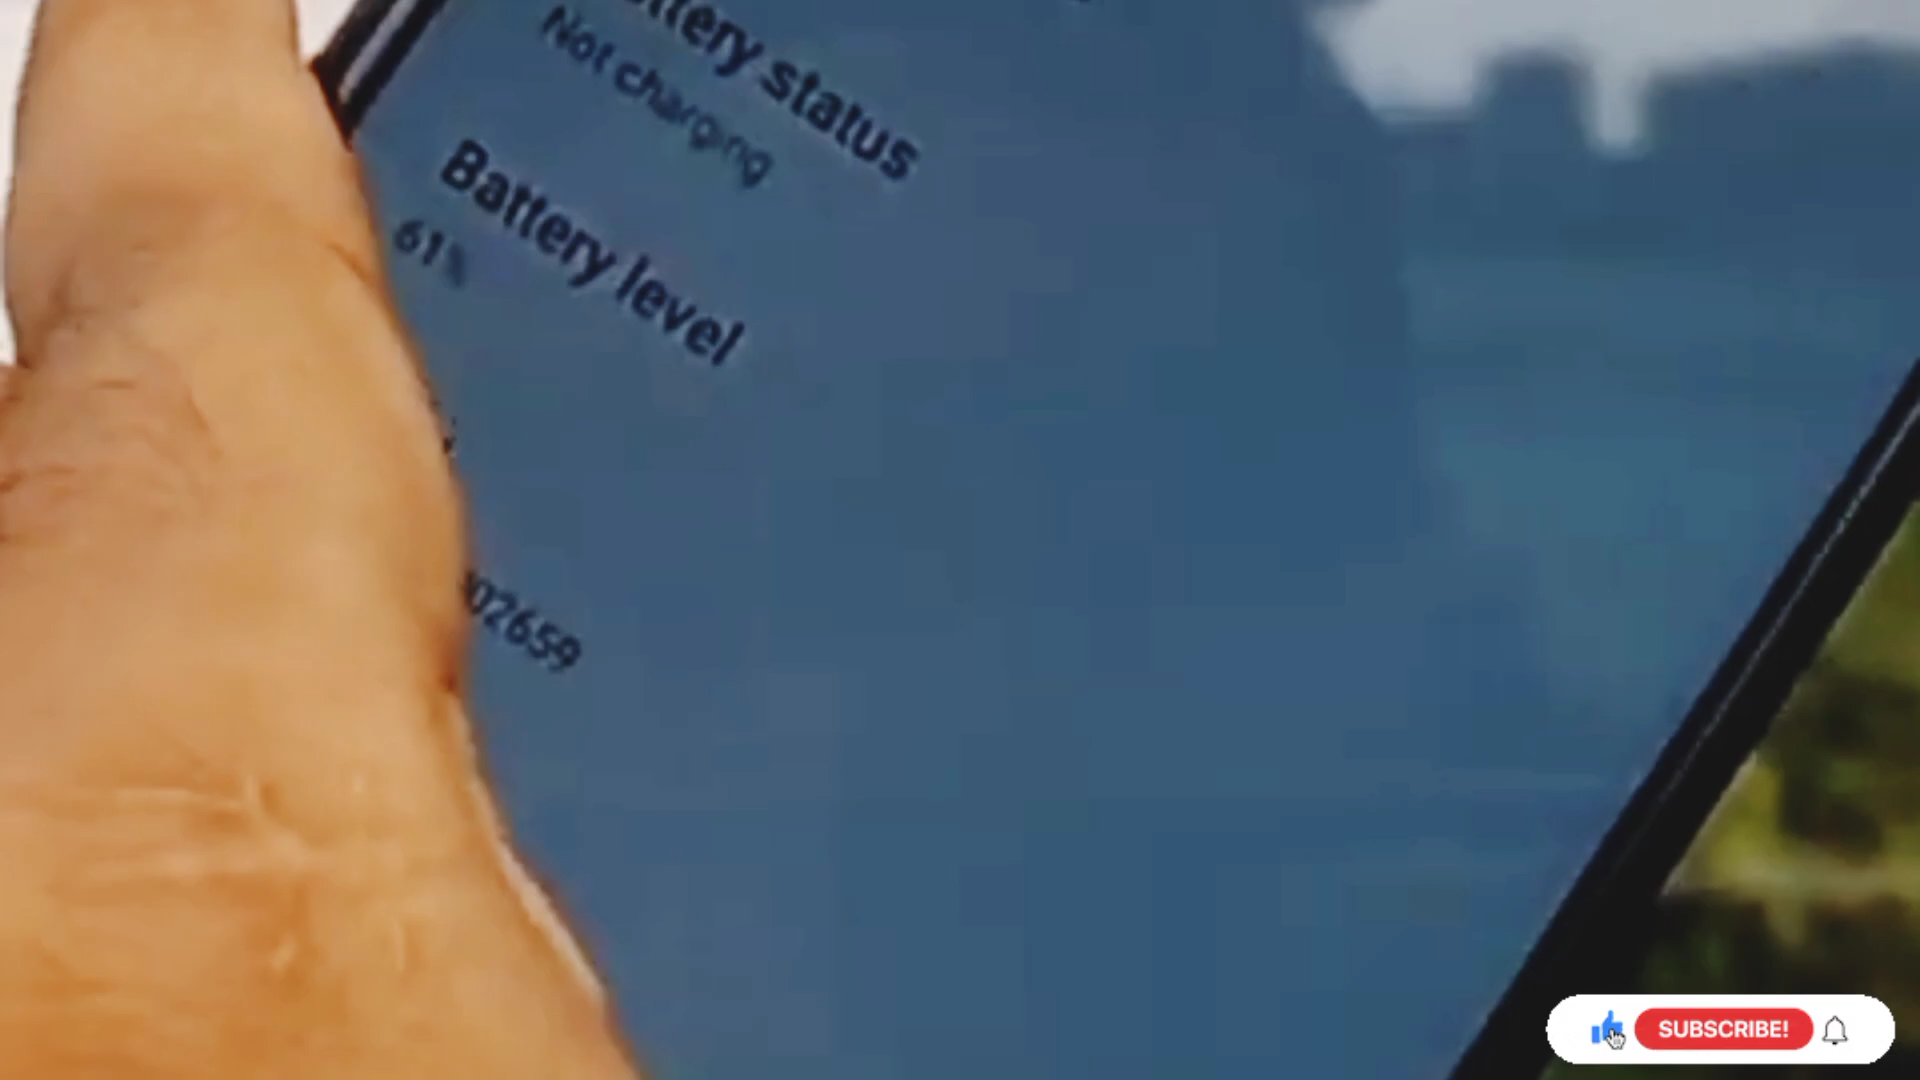 Battery status
Not charging
Battery level
61%
02659
SUBSCRIBE!